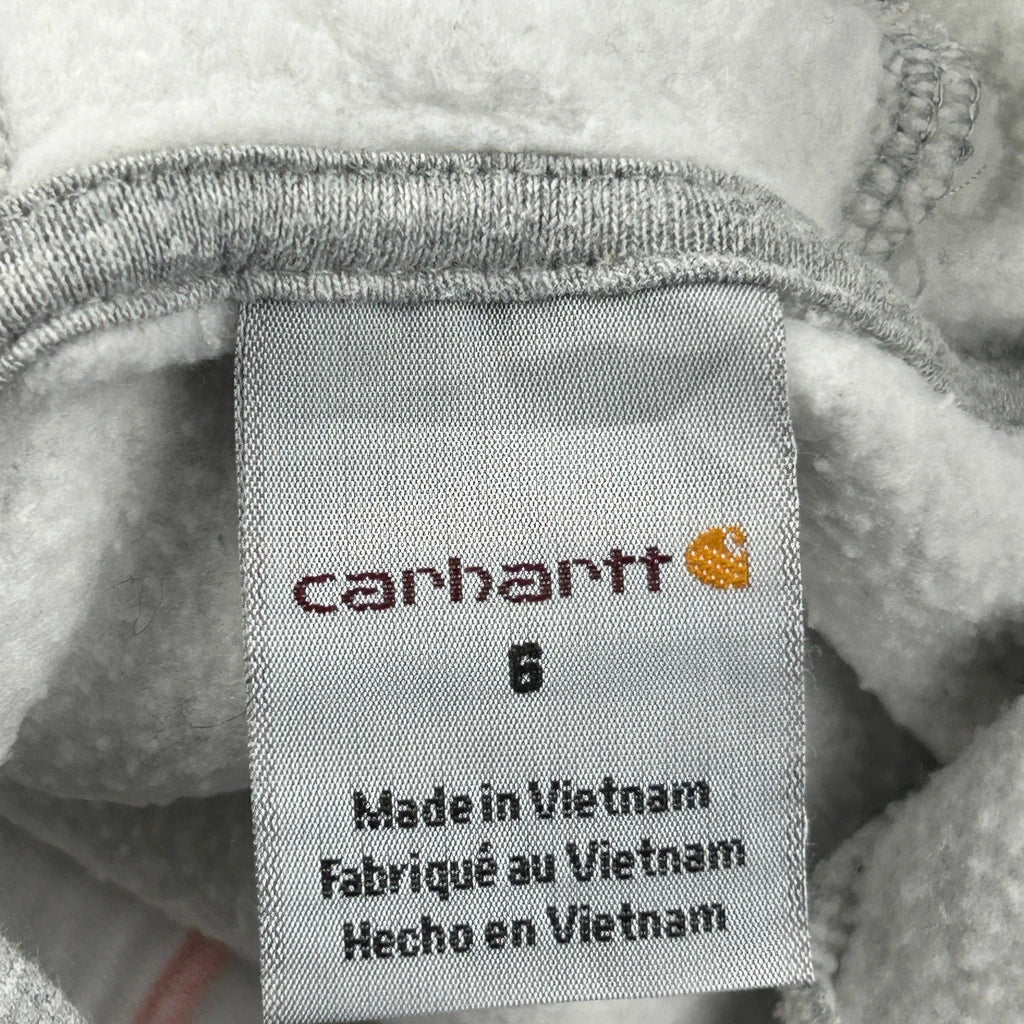 carhartt
6
Made in Vietnam
Fabriqué au Vietnam
Hecho en Vietnam